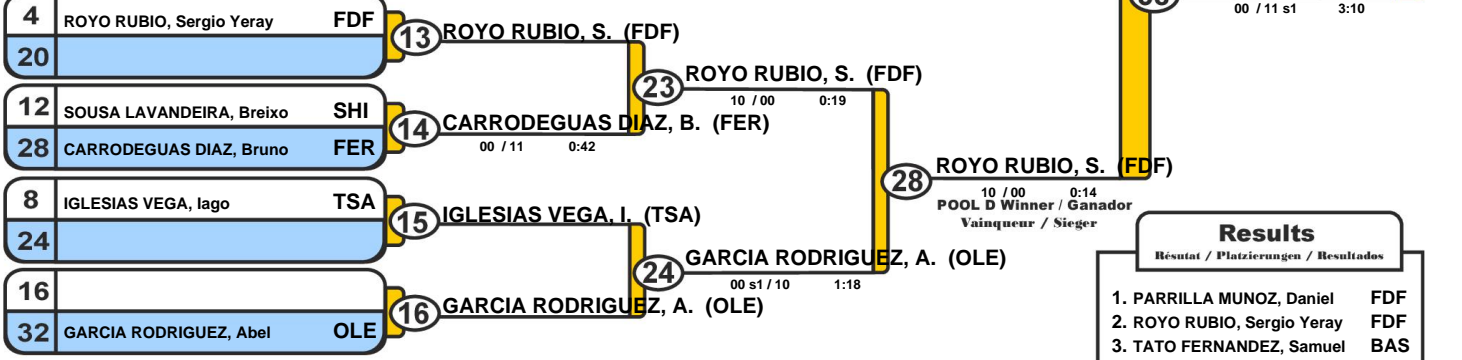 00 / 11 s1 3:10
4 ROYO RUBIO, Sergio Yeray FDF
20
13 ROYO RUBIO, S. (FDF)
23 ROYO RUBIO, S. (FDF)
10 / 00 0:19
12 SOUSA LAVANDEIRA, Breixo SHI
28 CARRODEGUAS DIAZ, Bruno FER
14 CARRODEGUAS DIAZ, B. (FER)
00 / 11 0:42
28 ROYO RUBIO, S. (FDF)
10 / 00 0:14
POOL D Winner / Ganador
Vainqueur / Sieger
8 IGLESIAS VEGA, Iago TSA
24
15 IGLESIAS VEGA, I. (TSA)
24 GARCIA RODRIGUEZ, A. (OLE)
00 s1 / 10 1:18
16
32 GARCIA RODRIGUEZ, Abel OLE
16 GARCIA RODRIGUEZ, A. (OLE)
Results
Résutat / Platzierungen / Resultados
1. PARRILLA MUNOZ, Daniel FDF
2. ROYO RUBIO, Sergio Yeray FDF
3. TATO FERNANDEZ, Samuel BAS